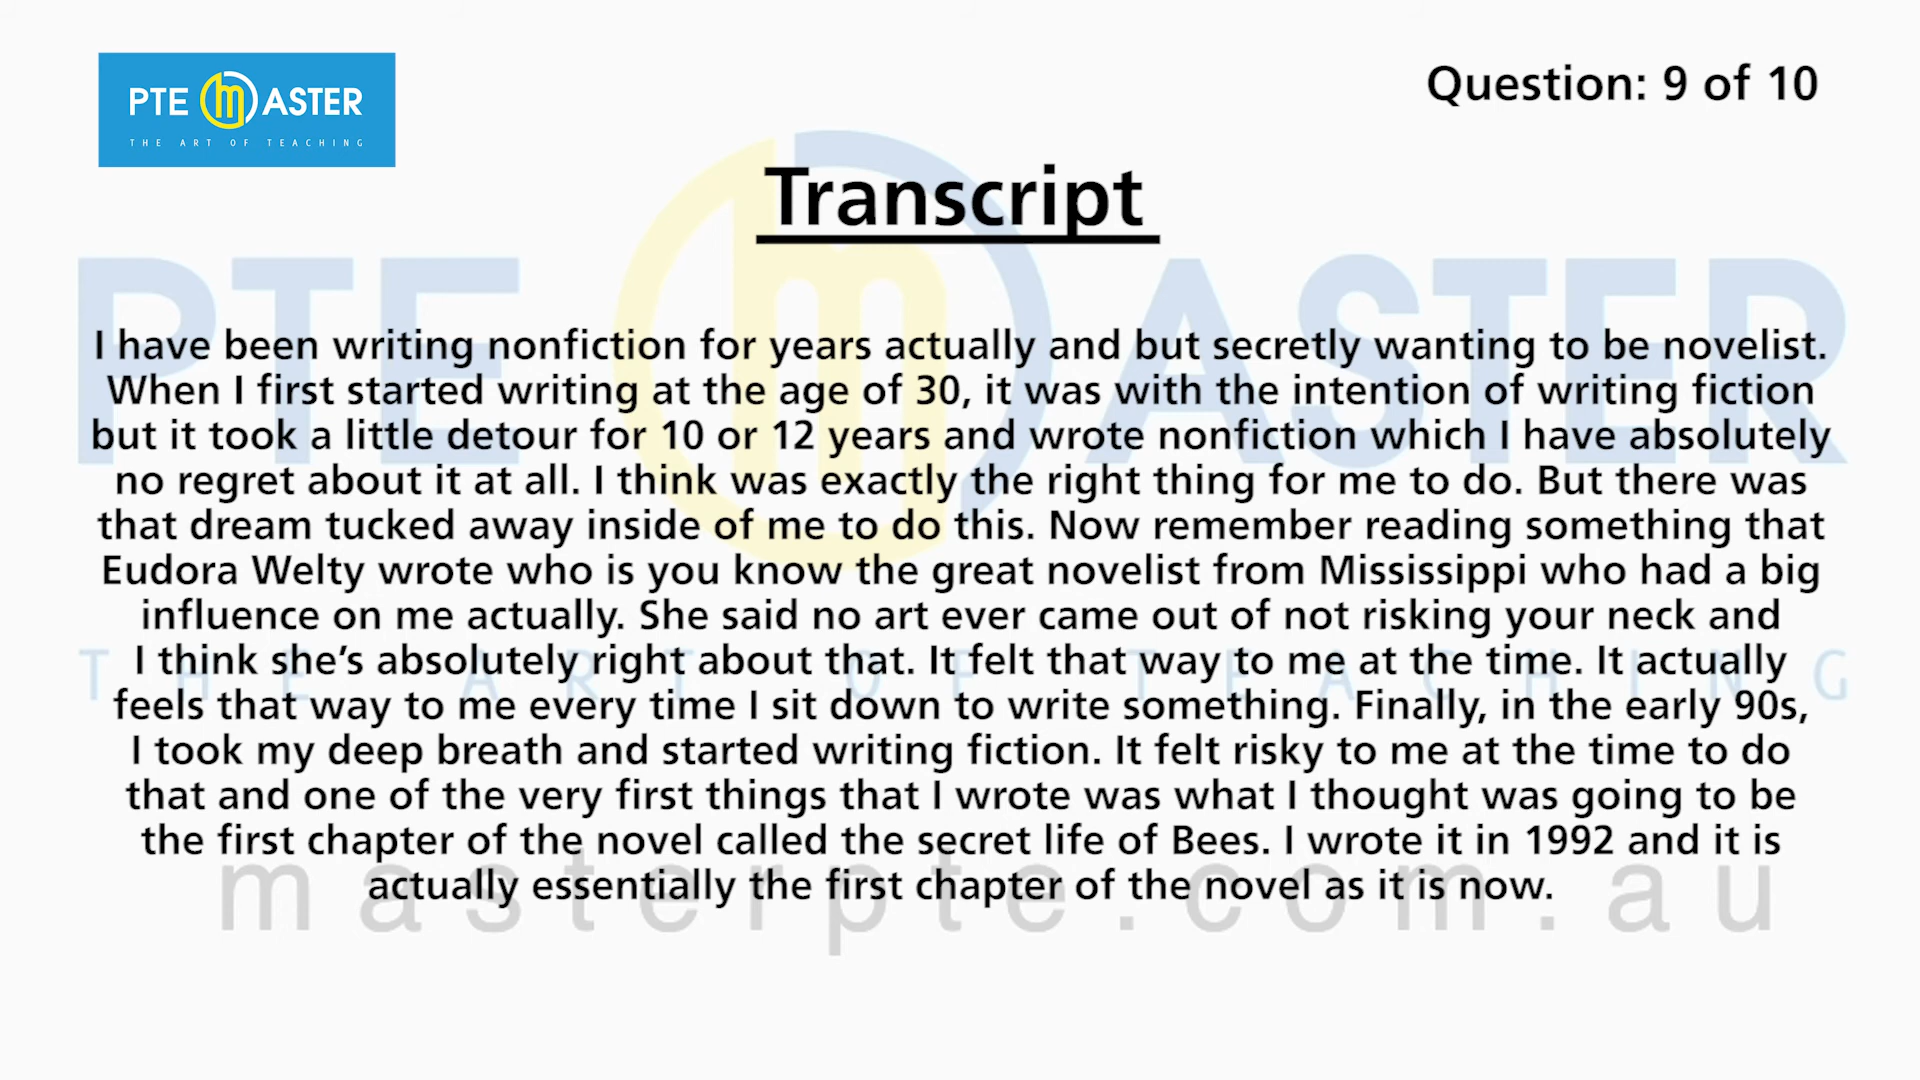 PTE MASTER
THE ART OF TEACHING
Question: 9 of 10
Transcript
I have been writing nonfiction for years actually and but secretly wanting to be novelist.
When I first started writing at the age of 30, it was with the intention of writing fiction
but it took a little detour for 10 or 12 years and wrote nonfiction which I have absolutely
no regret about it at all. I think was exactly the right thing for me to do. But there was
that dream tucked away inside of me to do this. Now remember reading something that
Eudora Welty wrote who is you know the great novelist from Mississippi who had a big
influence on me actually. She said no art ever came out of not risking your neck and
I think she's absolutely right about that. It felt that way to me at the time. It actually
feels that way to me every time I sit down to write something. Finally, in the early 90s,
I took my deep breath and started writing fiction. It felt risky to me at the time to do
that and one of the very first things that I wrote was what I thought was going to be
the first chapter of the novel called the secret life of Bees. I wrote it in 1992 and it is
actually essentially the first chapter of the novel as it is now.
PTE MASTER
THE ART OF TEACHING
masterpte.com.au